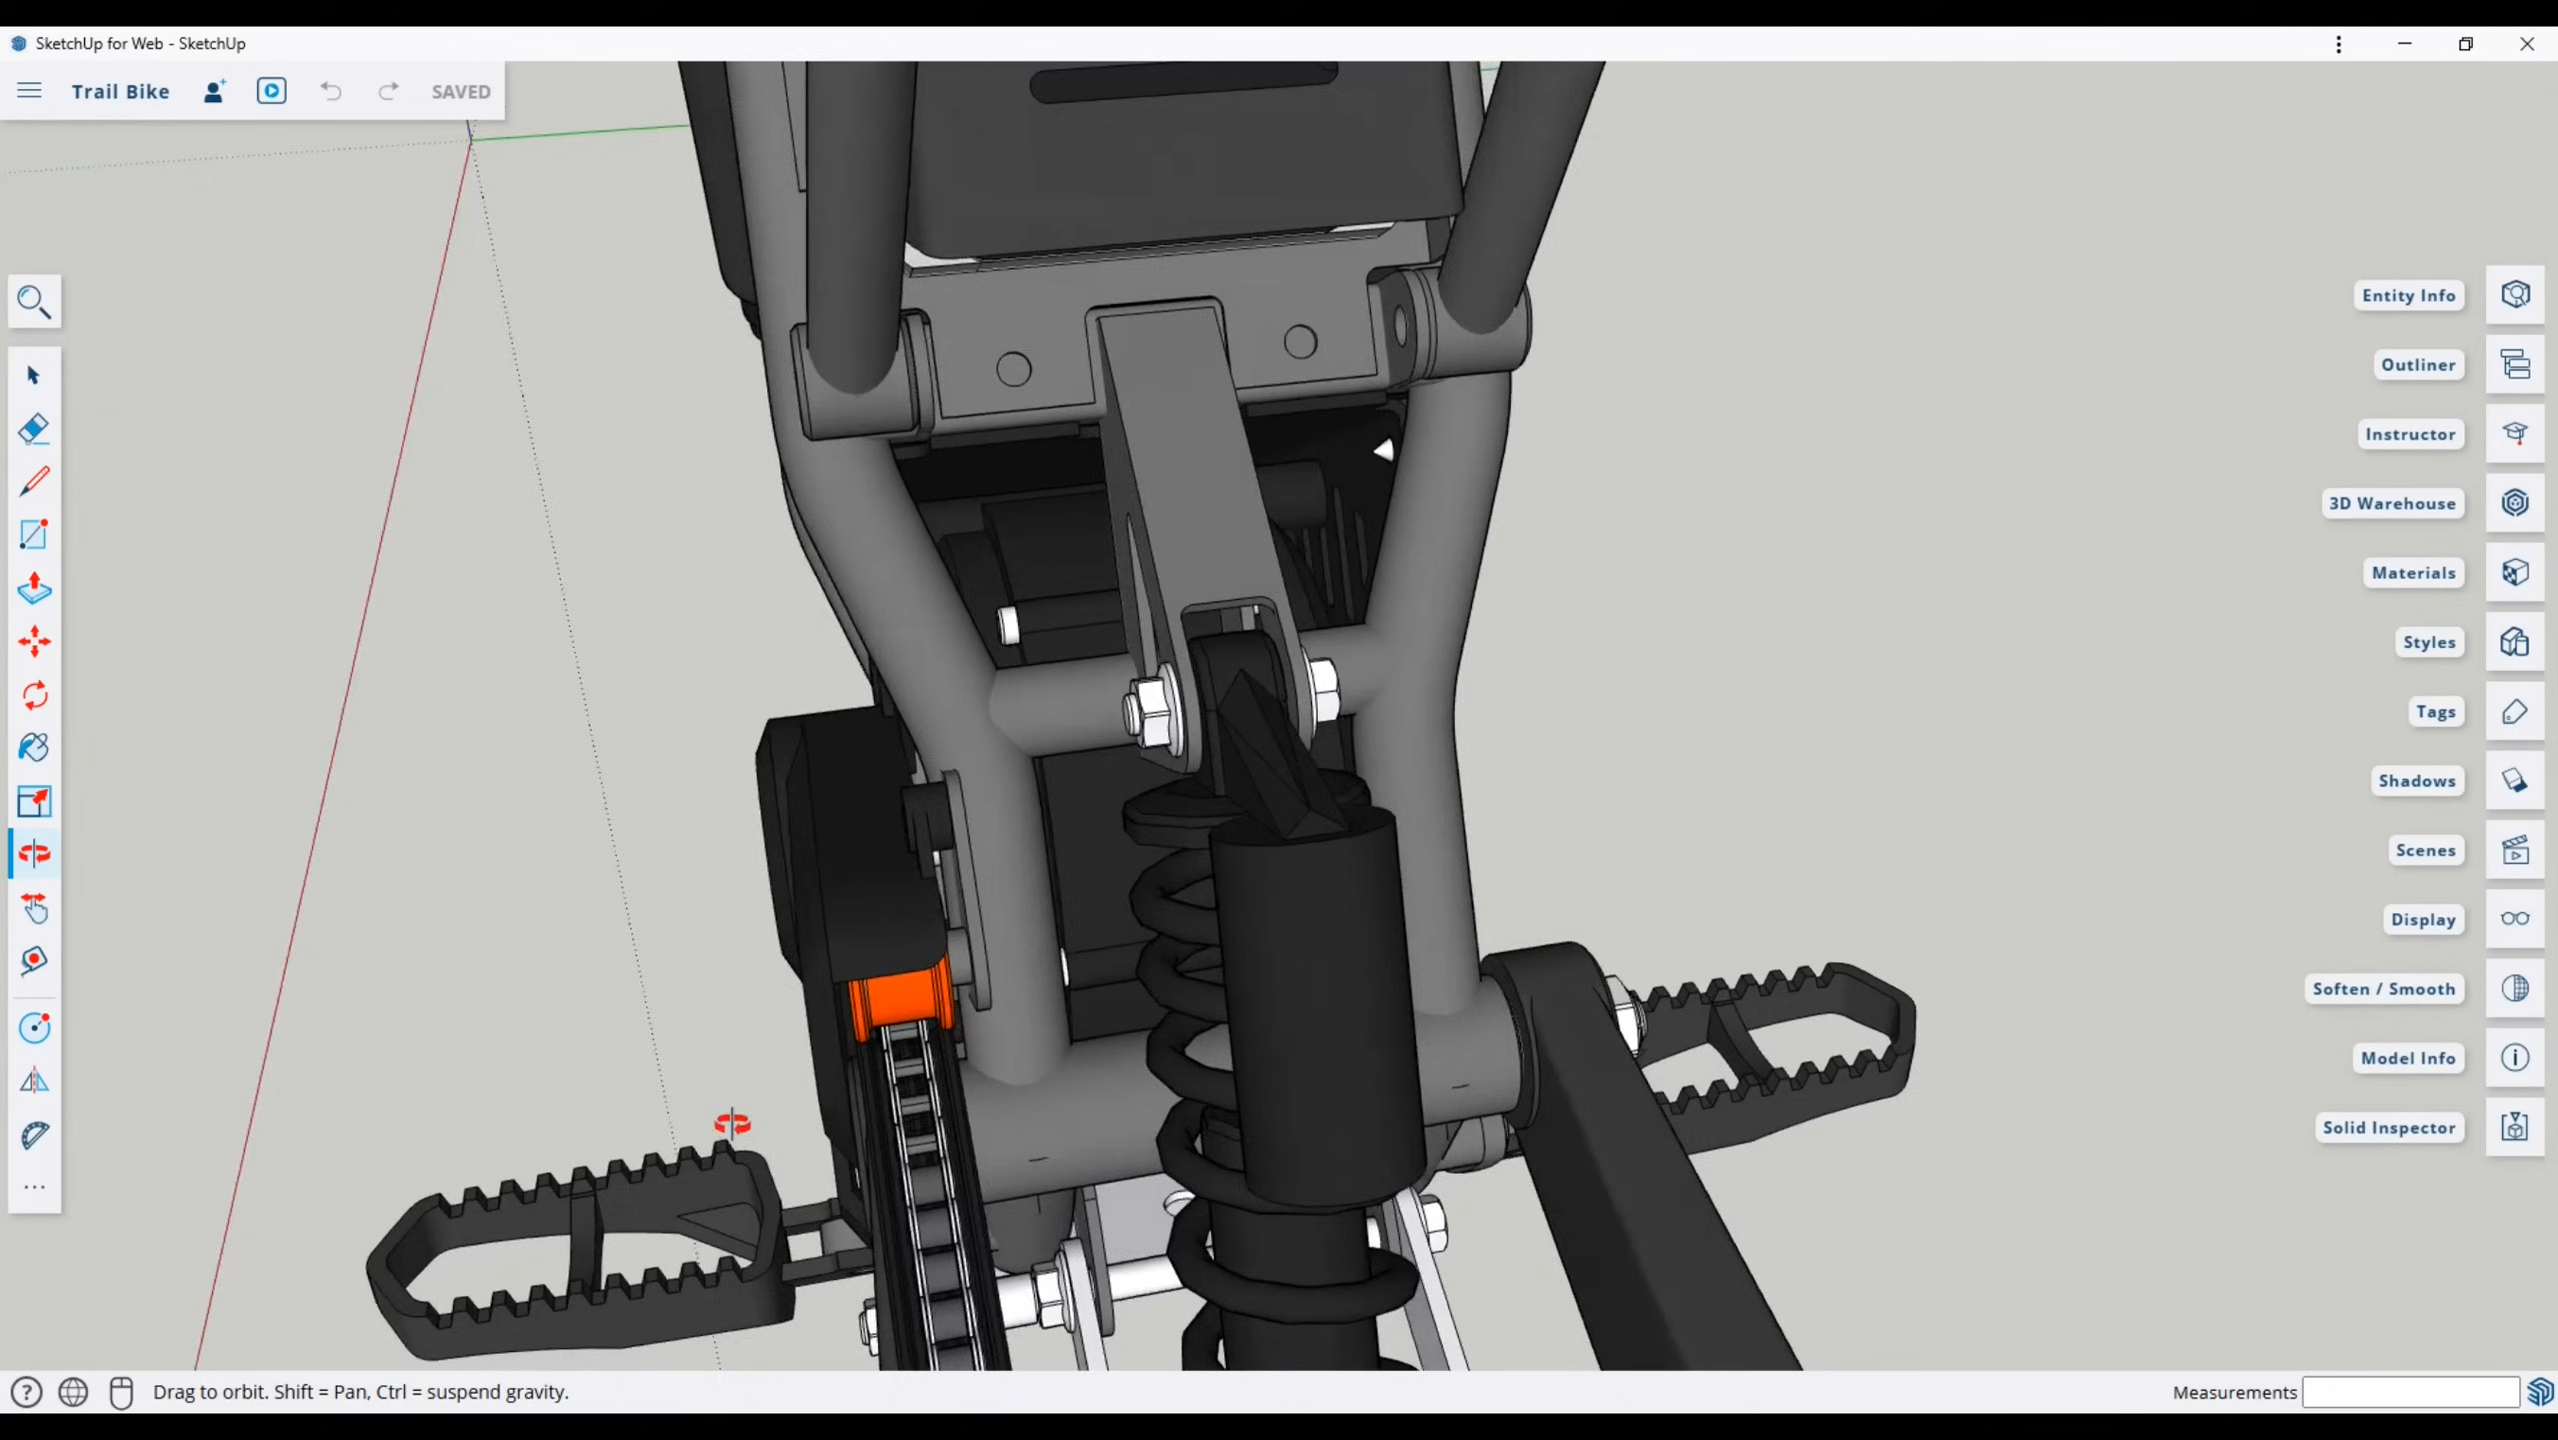 SketchUp for Web - SketchUp
Trail Bike
SAVED
Entity Info
Outliner
Instructor
3D Warehouse
Materials
Styles
Tags
Shadows
Scenes
Display
Soften / Smooth
Model Info
Solid Inspector
Drag to orbit. Shift = Pan, Ctrl = suspend gravity.
Measurements